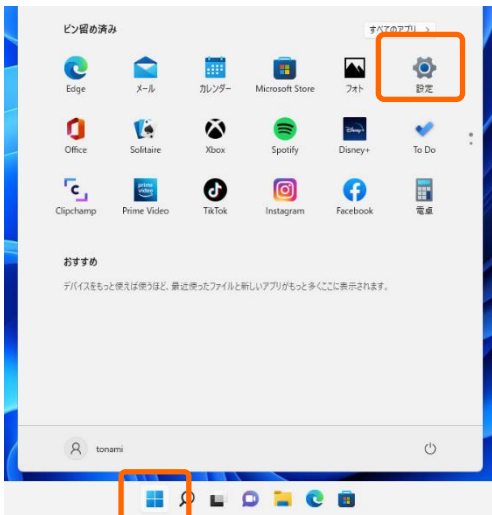 ピン留め済み
すべてのアプリ >
Edge
メール
カレンダー
Microsoft Store
フォト
設定
Office
Solitaire
Xbox
Spotify
Disney+
Disney+
To Do
Clipchamp
prime video
Prime Video
TikTok
Instagram
Facebook
電卓
おすすめ
デバイスをもっと使えば使うほど、最近使ったファイルと新しいアプリがもっと多くここに表示されます。
tonami